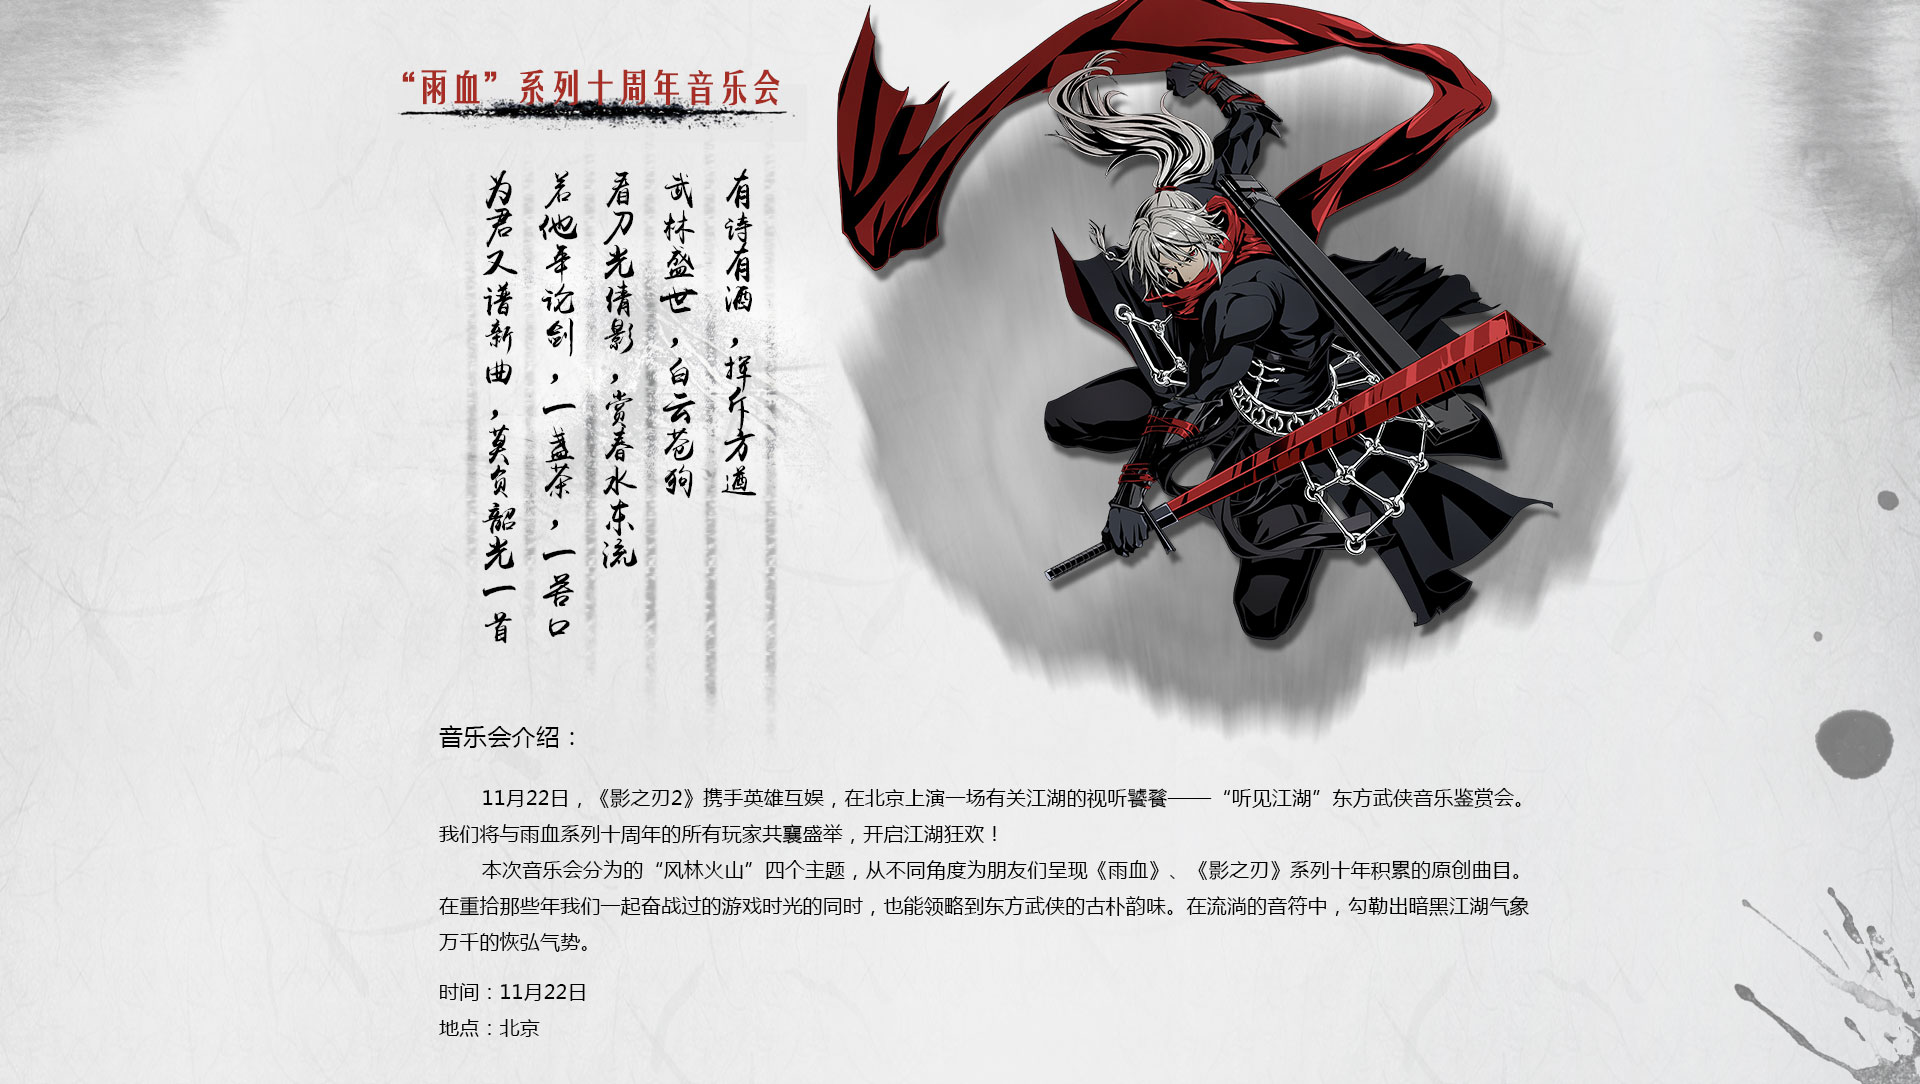 “雨血”系列十周年音乐会
有诗有酒，挥斥方遒
武林盛世，白云苍狗
看刀光倩影，赏春水东流
若他年论剑，一盏茶，一苦口
为君又谱新曲，莫负韶光一首
音乐会介绍：
11月22日，《影之刃2》携手英雄互娱，在北京上演一场有关江湖的视听饕餮——“听见江湖”东方武侠音乐鉴赏会。
我们将与雨血系列十周年的所有玩家共襄盛举，开启江湖狂欢！
本次音乐会分为的“风林火山”四个主题，从不同角度为朋友们呈现《雨血》、《影之刃》系列十年积累的原创曲目。
在重拾那些年我们一起奋战过的游戏时光的同时，也能领略到东方武侠的古朴韵味。在流淌的音符中，勾勒出暗黑江湖气象
万千的恢弘气势。
时间：11月22日
地点：北京